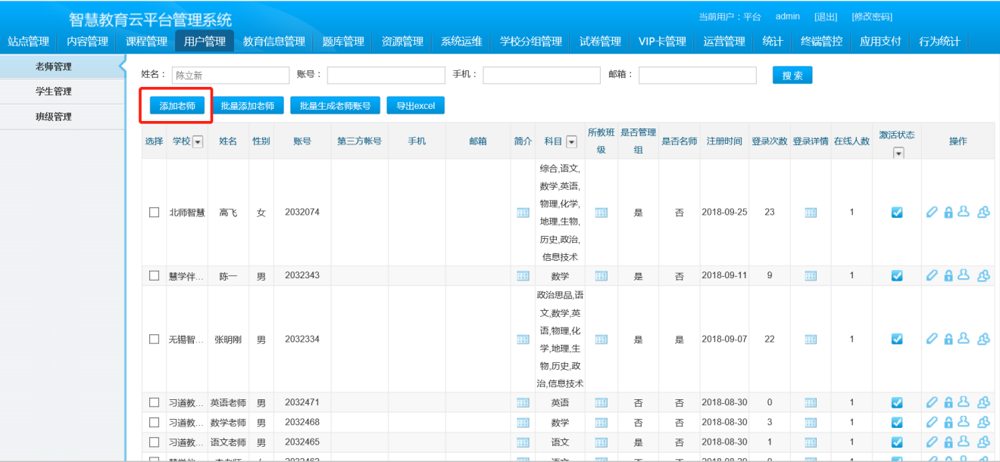 智慧教育云平台管理系统
当前用户：平台 admin [退出] [修改密码]
站点管理 内容管理 课程管理 用户管理 教育信息管理 题库管理 资源管理 系统运维 学校分组管理 试卷管理 VIP卡管理 运营管理 统计 终端管控 应用支付 行为统计
老师管理
学生管理
班级管理
姓名： 陈立新 账号： 手机： 邮箱： 搜 索
添加老师 批量添加老师 批量生成老师账号 导出excel
选择 学校 姓名 性别 账号 第三方帐号 手机 邮箱 简介 科目 所教班级 是否管理组 是否名师 注册时间 登录次数 登录详情 在线人数 激活状态 操作
综合,语文,
数学,英语,
物理,化学,
北师智慧 高飞 女 2032074 是 否 2018-09-25 23 1
地理,生物,
历史,政治,
信息技术
慧学伴... 陈一 男 2032343 数学 是 否 2018-09-11 9 1
政治思品,语
文,数学,英
语,物理,化
无锡智... 张明刚 男 2032334 是 是 2018-09-07 22 1
学,地理,生
物,历史,政
治,信息技术
习道教... 英语老师 男 2032471 英语 否 否 2018-08-30 0 1
习道教... 数学老师 男 2032468 数学 否 否 2018-08-30 3 1
习道教... 语文老师 男 2032465 语文 是 否 2018-08-30 1 1